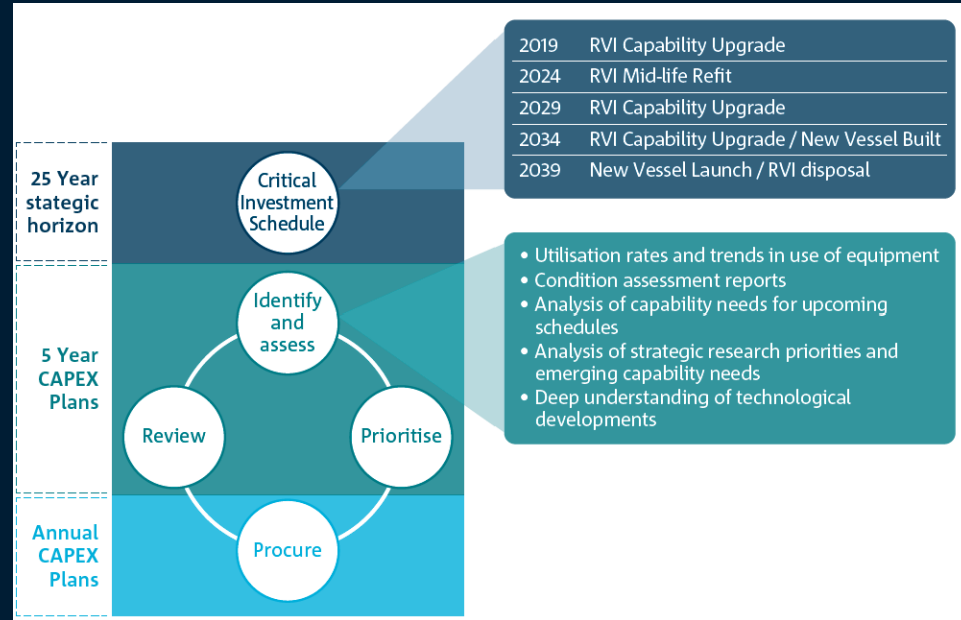 2019 RVI Capability Upgrade
2024 RVI Mid-life Refit
2029 RVI Capability Upgrade
2034 RVI Capability Upgrade / New Vessel Built
2039 New Vessel Launch / RVI disposal
25 Year
stategic
horizon
Critical
Investment
Schedule
• Utilisation rates and trends in use of equipment
• Condition assessment reports
• Analysis of capability needs for upcoming
schedules
• Analysis of strategic research priorities and
emerging capability needs
• Deep understanding of technological
developments
5 Year
CAPEX
Plans
Identify
and
assess
Review
Prioritise
Annual
CAPEX
Plans
Procure